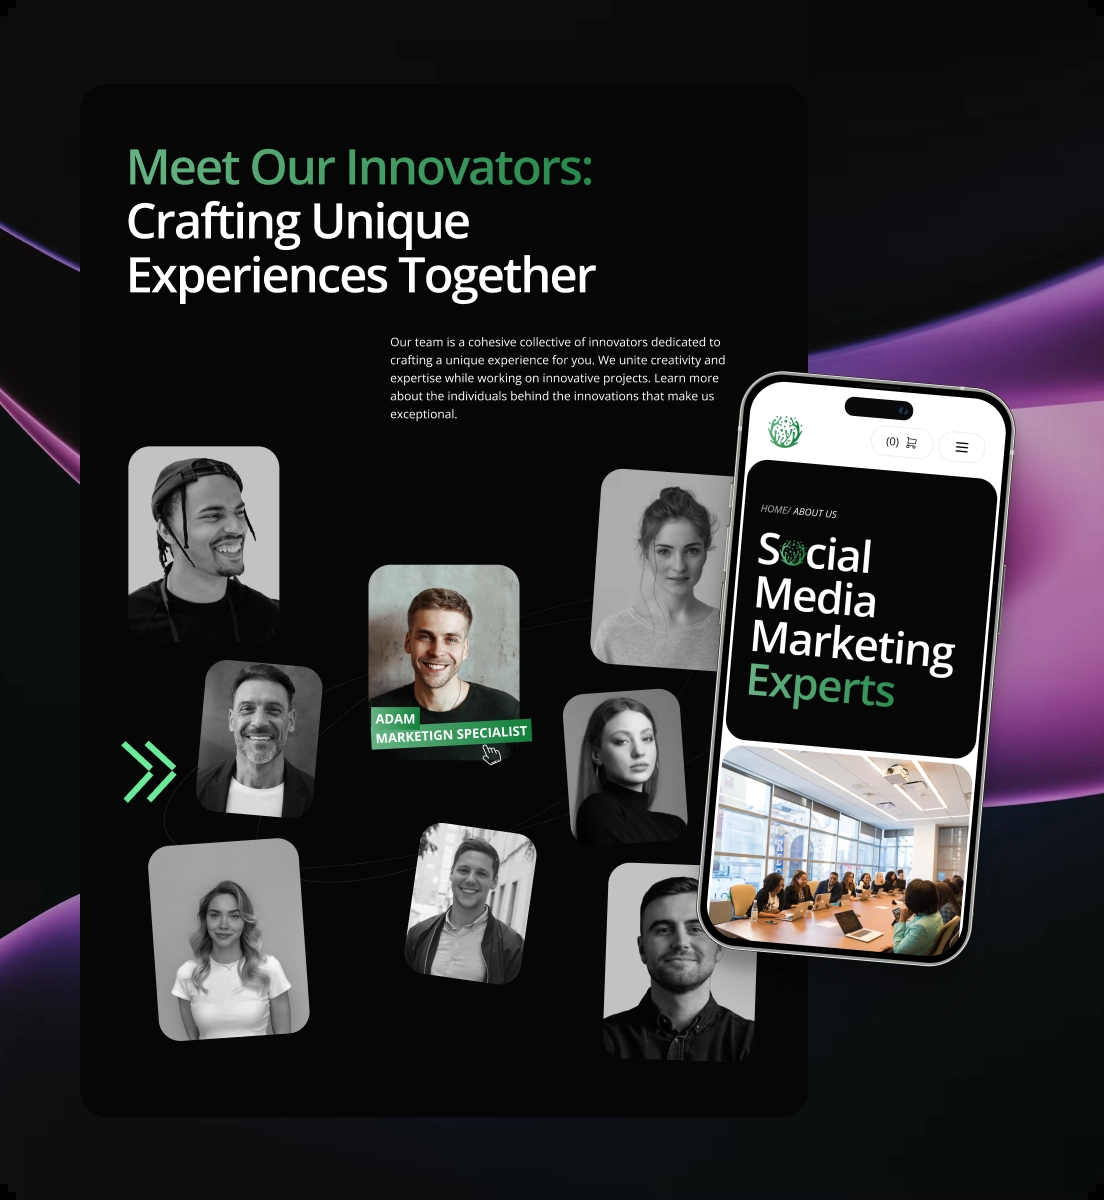 Meet Our Innovators:
Crafting Unique
Experiences Together
Our team is a cohesive collective of innovators dedicated to
crafting a unique experience for you. We unite creativity and
expertise while working on innovative projects. Learn more
about the individuals behind the innovations that make us
exceptional.
ADAM
MARKETIGN SPECIALIST
(0)
HOME/ ABOUT US
Social
Media
Marketing
Experts